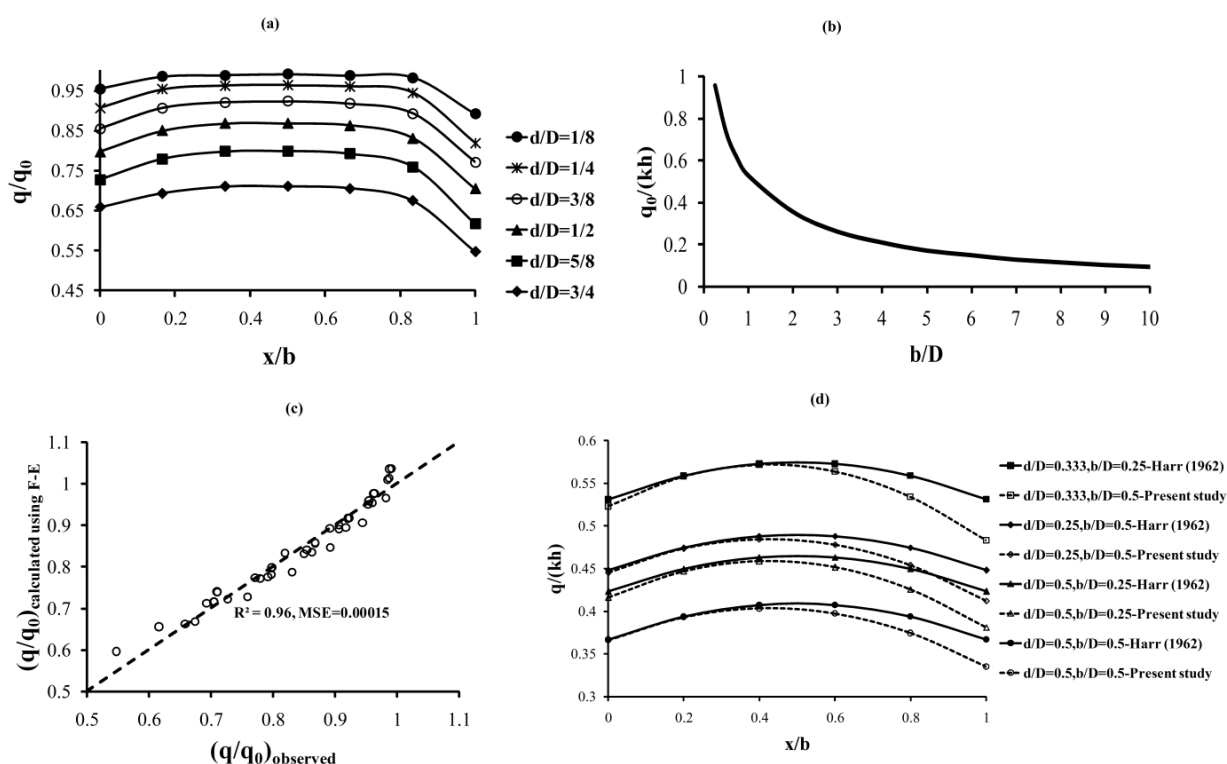 (a)
q/q0
0.95
0.85
0.75
0.65
0.55
0.45
0 0.2 0.4 0.6 0.8 1
x/b
d/D=1/8
d/D=1/4
d/D=3/8
d/D=1/2
d/D=5/8
d/D=3/4
(b)
q0/(kh)
1
0.8
0.6
0.4
0.2
0
0 1 2 3 4 5 6 7 8 9 10
b/D
(c)
(q/q0)calculated using F-E
1.1
1
0.9
0.8
0.7
0.6
0.5
R² = 0.96, MSE=0.00015
0.5 0.6 0.7 0.8 0.9 1 1.1
(q/q0)observed
(d)
q/(kh)
0.6
0.55
0.5
0.45
0.4
0.35
0.3
0 0.2 0.4 0.6 0.8 1
x/b
d/D=0.333,b/D=0.25-Harr (1962)
d/D=0.333,b/D=0.5-Present study
d/D=0.25,b/D=0.5-Harr (1962)
d/D=0.25,b/D=0.5-Present study
d/D=0.5,b/D=0.25-Harr (1962)
d/D=0.5,b/D=0.25-Present study
d/D=0.5,b/D=0.5-Harr (1962)
d/D=0.5,b/D=0.5-Present study